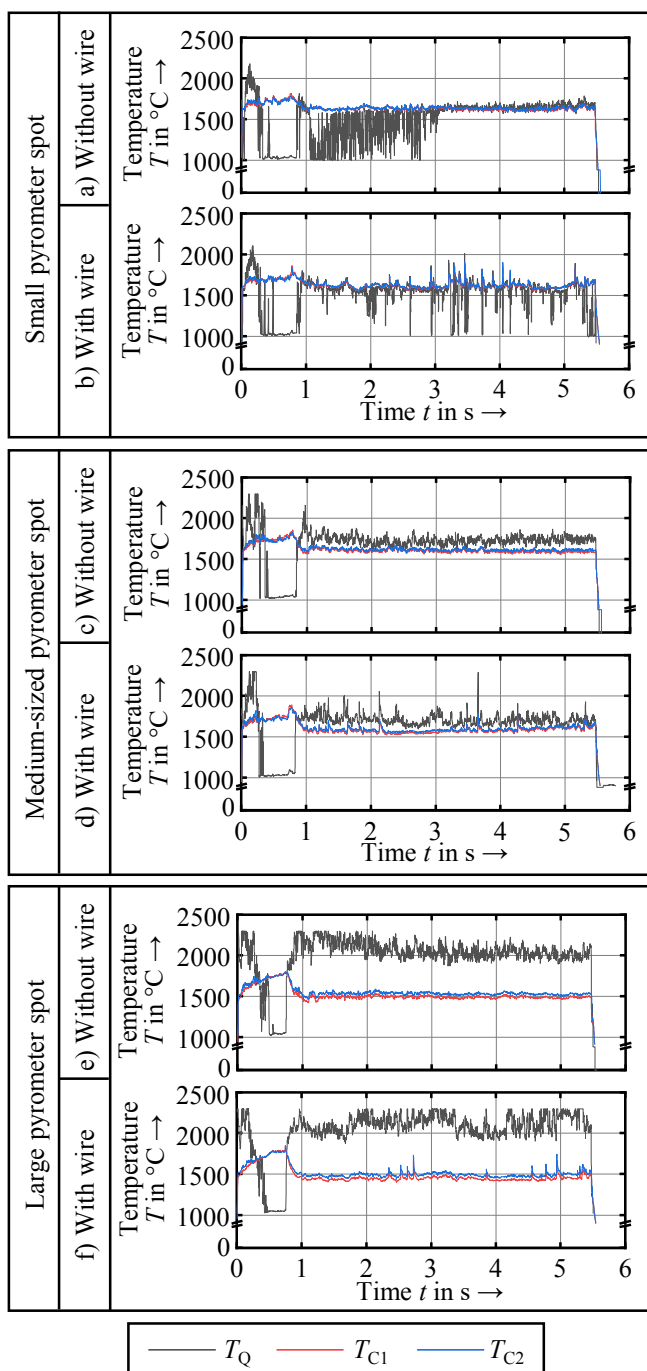 Small pyrometer spot
a) Without wire
Temperature
T in °C →
2500
2000
1500
1000
0
b) With wire
Temperature
T in °C →
2500
2000
1500
1000
0
0 1 2 3 4 5 6
Time t in s →
Medium-sized pyrometer spot
c) Without wire
Temperature
T in °C →
2500
2000
1500
1000
0
d) With wire
Temperature
T in °C →
2500
2000
1500
1000
0
0 1 2 3 4 5 6
Time t in s →
Large pyrometer spot
e) Without wire
Temperature
T in °C →
2500
2000
1500
1000
0
f) With wire
Temperature
T in °C →
2500
2000
1500
1000
0
0 1 2 3 4 5 6
Time t in s →
TQ TC1 TC2